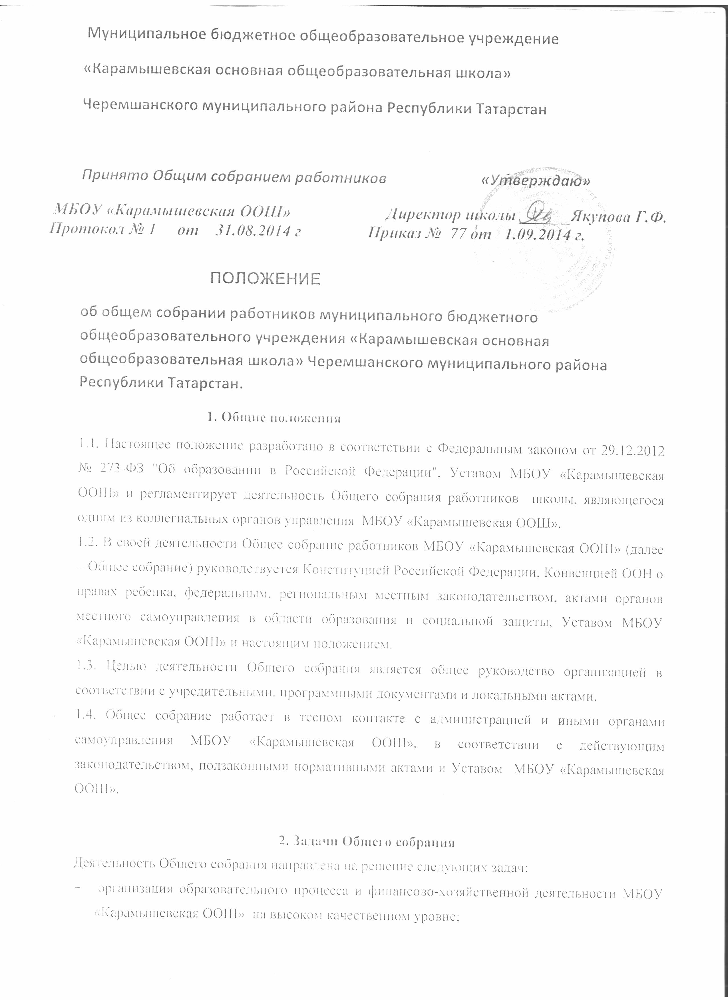 Муниципальное бюджетное общеобразовательное учреждение
«Карамышевская основная общеобразовательная школа»
Черемшанского муниципального района Республики Татарстан
Принято Общим собранием работников «Утверждаю»
МБОУ «Карамышевская ООШ» Директор школы ______ Якупова Г.Ф.
Протокол № 1 от 31.08.2014 г Приказ № 77 от 1.09.2014 г.
ПОЛОЖЕНИЕ
об общем собрании работников муниципального бюджетного
общеобразовательного учреждения «Карамышевская основная
общеобразовательная школа» Черемшанского муниципального района
Республики Татарстан.
1. Общие положения
1.1. Настоящее положение разработано в соответствии с Федеральным законом от 29.12.2012
№ 273-ФЗ "Об образовании в Российской Федерации", Уставом МБОУ «Карамышевская
ООШ» и регламентирует деятельность Общего собрания работников школы, являющегося
одним из коллегиальных органов управления МБОУ «Карамышевская ООШ».
1.2. В своей деятельности Общее собрание работников МБОУ «Карамышевская ООШ» (далее
– Общее собрание) руководствуется Конституцией Российской Федерации, Конвенцией ООН о
правах ребенка, федеральным, региональным местным законодательством, актами органов
местного самоуправления в области образования и социальной защиты, Уставом МБОУ
«Карамышевская ООШ» и настоящим положением.
1.3. Целью деятельности Общего собрания является общее руководство организацией в
соответствии с учредительными, программными документами и локальными актами.
1.4. Общее собрание работает в тесном контакте с администрацией и иными органами
самоуправления МБОУ «Карамышевская ООШ», в соответствии с действующим
законодательством, подзаконными нормативными актами и Уставом МБОУ «Карамышевская
ООШ».
2. Задачи Общего собрания
Деятельность Общего собрания направлена на решение следующих задач:
– организация образовательного процесса и финансово-хозяйственной деятельности МБОУ
«Карамышевская ООШ» на высоком качественном уровне;